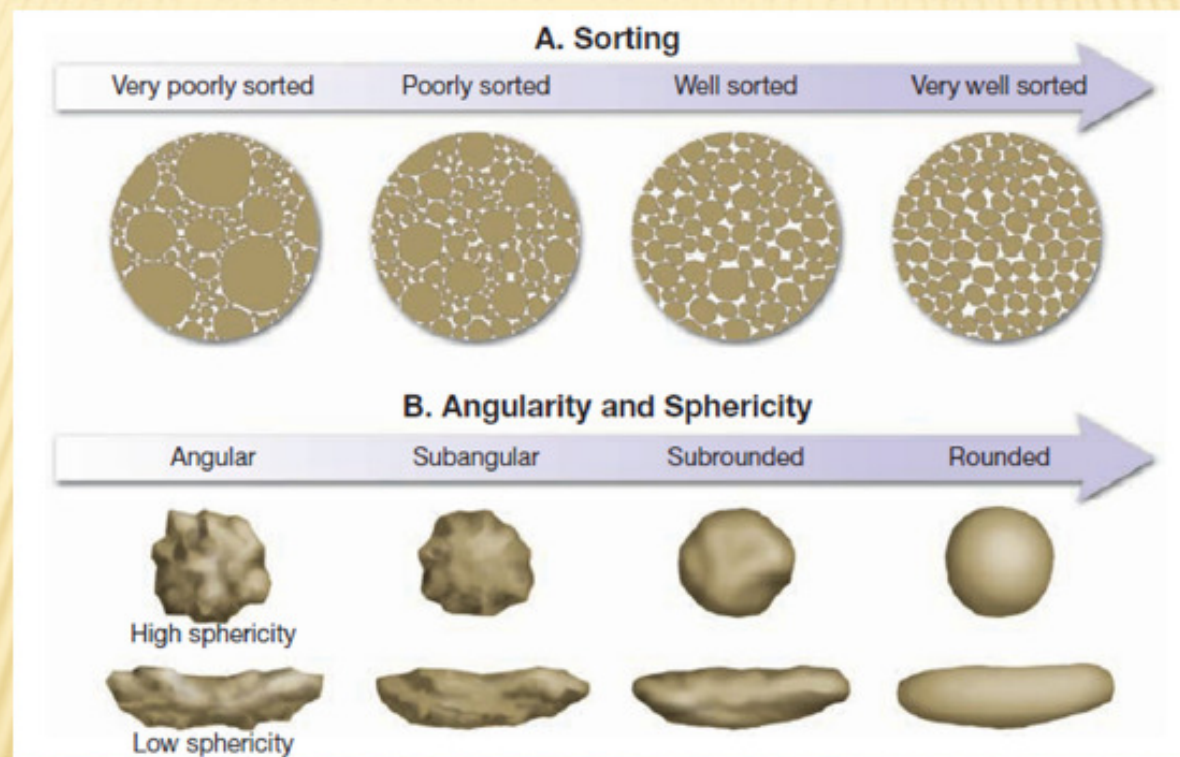 A. Sorting
Very poorly sorted Poorly sorted Well sorted Very well sorted
B. Angularity and Sphericity
Angular Subangular Subrounded Rounded
High sphericity
Low sphericity